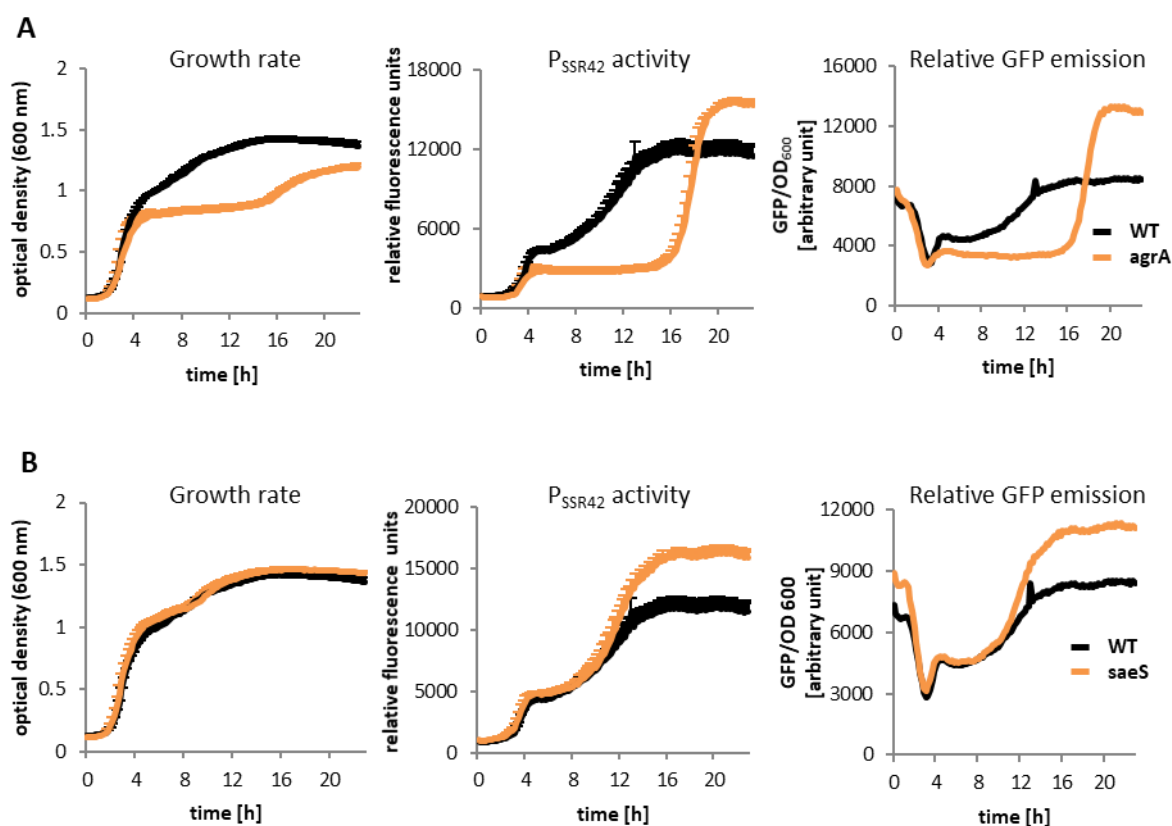 A
Growth rate
optical density (600 nm)
2
1.5
1
0.5
0
0 4 8 12 16 20
time [h]
P_SSR42 activity
relative fluorescence units
18000
12000
6000
0
0 4 8 12 16 20
time [h]
Relative GFP emission
GFP/OD600
[arbitrary unit]
16000
12000
8000
4000
0
0 4 8 12 16 20
time [h]
WT
agrA
B
Growth rate
optical density (600 nm)
2
1.5
1
0.5
0
0 4 8 12 16 20
time [h]
P_SSR42 activity
relative fluorescence units
20000
15000
10000
5000
0
0 4 8 12 16 20
time [h]
Relative GFP emission
GFP/OD 600
[arbitrary unit]
12000
9000
6000
3000
0
0 4 8 12 16 20
time [h]
WT
saeS